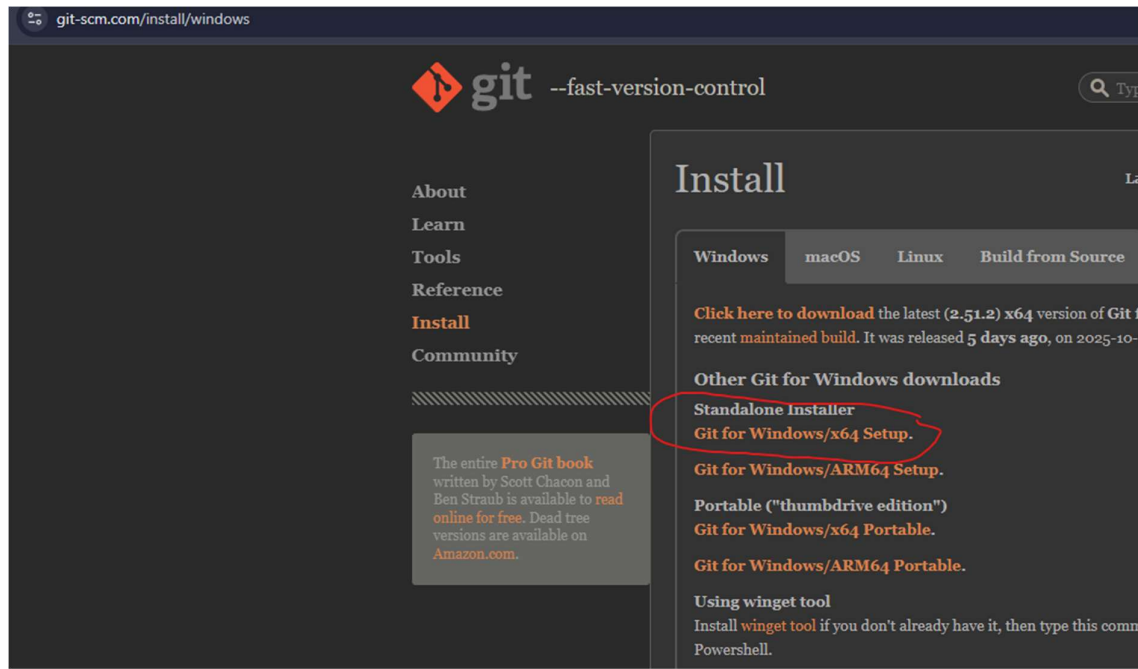 git-scm.com/install/windows
git --fast-version-control
About
Learn
Tools
Reference
Install
Community
The entire Pro Git book
written by Scott Chacon and
Ben Straub is available to read
online for free. Dead tree
versions are available on
Amazon.com.
Install
Windows macOS Linux Build from Source
Click here to download the latest (2.51.2) x64 version of Git
recent maintained build. It was released 5 days ago, on 2025-10-
Other Git for Windows downloads
Standalone Installer
Git for Windows/x64 Setup.
Git for Windows/ARM64 Setup.
Portable ("thumbdrive edition")
Git for Windows/x64 Portable.
Git for Windows/ARM64 Portable.
Using winget tool
Install winget tool if you don't already have it, then type this
Powershell.